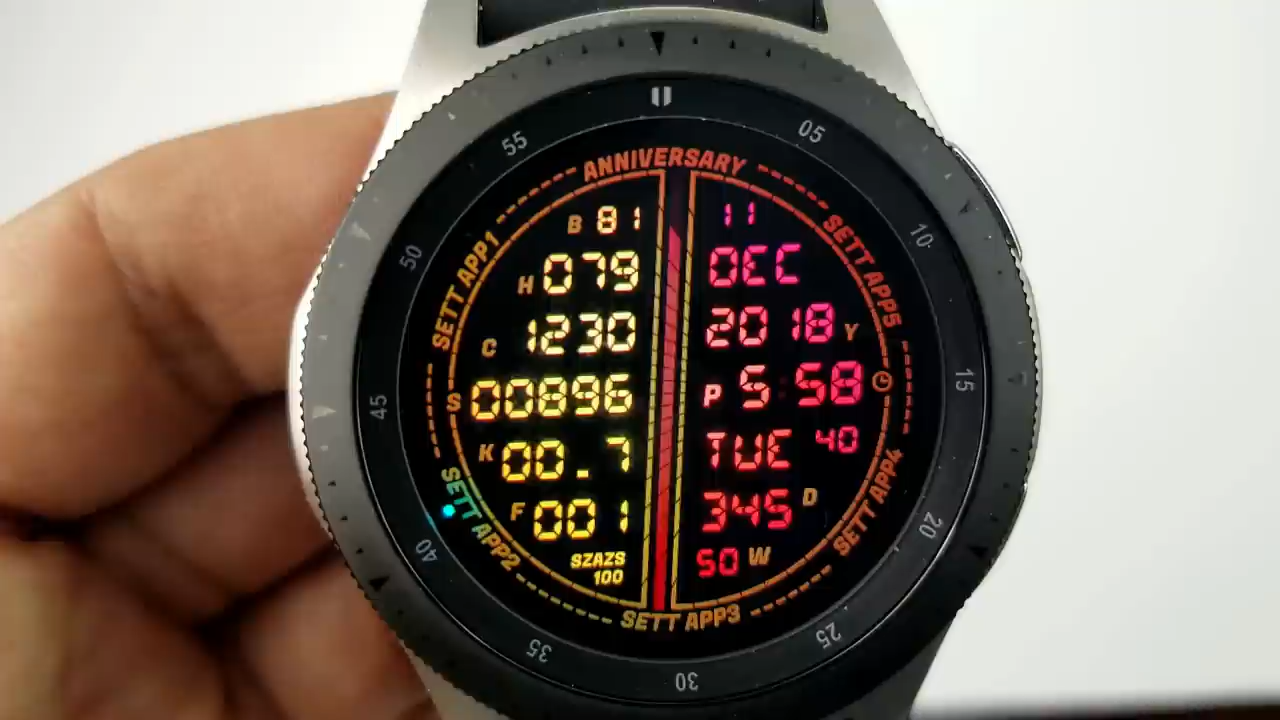 55
05
50
10
45
15
40
20
35
25
30
ANNIVERSARY
SETT APP1
SETT APP5
B 81
H 079
C 1230
S 00896
K 00.7
F 001
SZAZS
100
11
DEC
2018 Y
P 5:58
TUE 40
345 D
50 W
SETT APP2
SETT APP4
SETT APP3